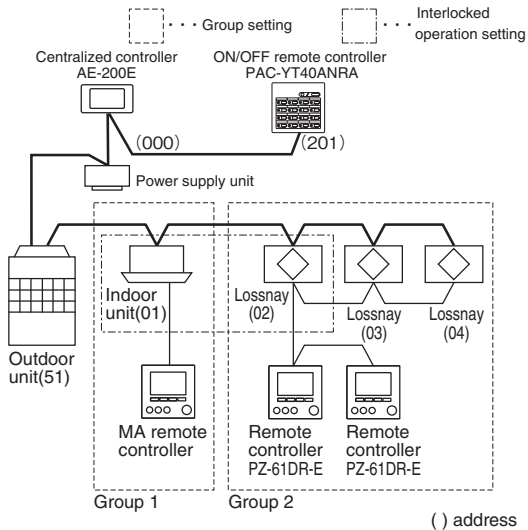 · · · Group setting
· · · Interlocked
operation setting
Centralized controller
AE-200E
ON/OFF remote controller
PAC-YT40ANRA
(000)
(201)
Power supply unit
Indoor
unit(01)
Lossnay
(02)
Lossnay
(03)
Lossnay
(04)
Outdoor
unit(51)
MA remote
controller
Remote
controller
PZ-61DR-E
Remote
controller
PZ-61DR-E
Group 1
Group 2
( ) address